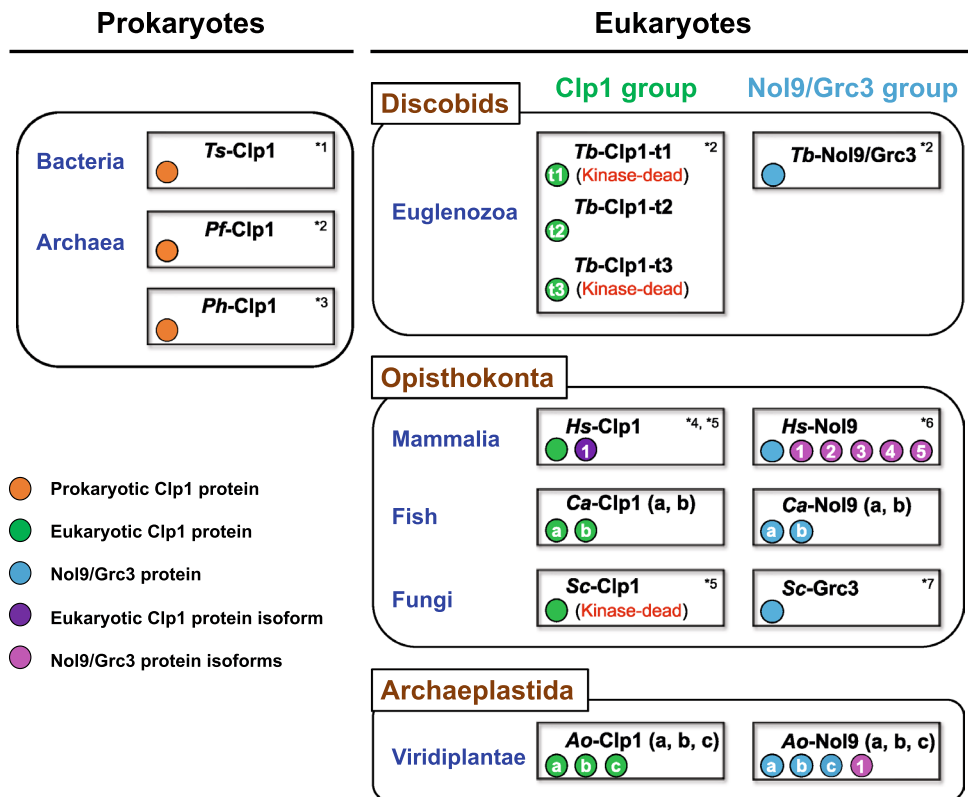 Prokaryotes
Eukaryotes
Clp1 group
Nol9/Grc3 group
Bacteria
Ts-Clp1 *1
Archaea
Pf-Clp1 *2
Ph-Clp1 *3
Discobids
Euglenozoa
Tb-Clp1-t1 *2
t1 (Kinase-dead)
Tb-Clp1-t2
t2
Tb-Clp1-t3
t3 (Kinase-dead)
Tb-Nol9/Grc3 *2
Opisthokonta
Mammalia
Hs-Clp1 *4, *5
1
Hs-Nol9 *6
1 2 3 4 5
Fish
Ca-Clp1 (a, b)
a b
Ca-Nol9 (a, b)
a b
Fungi
Sc-Clp1 *5
(Kinase-dead)
Sc-Grc3 *7
Archaeplastida
Viridiplantae
Ao-Clp1 (a, b, c)
a b c
Ao-Nol9 (a, b, c)
a b c 1
Prokaryotic Clp1 protein
Eukaryotic Clp1 protein
Nol9/Grc3 protein
Eukaryotic Clp1 protein isoform
Nol9/Grc3 protein isoforms